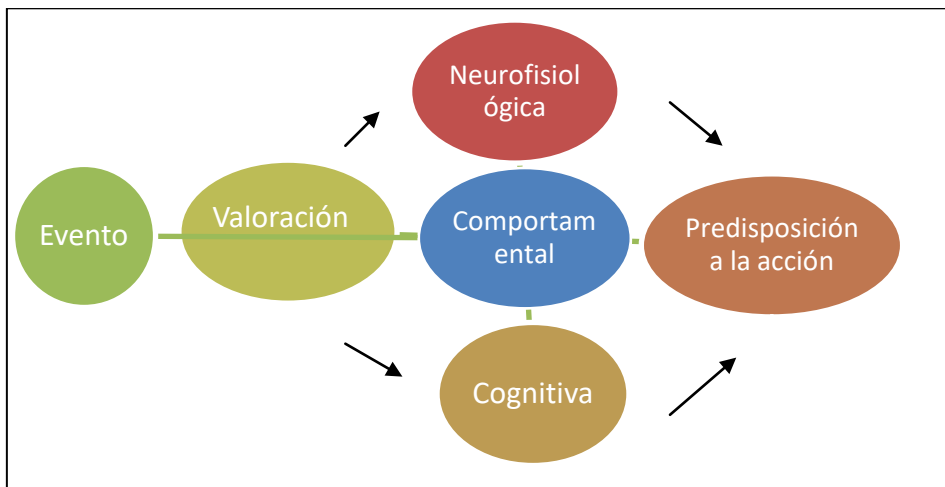 Neurofisiol
ógica
Evento
Valoración
Comportam
ental
Predisposición
a la acción
Cognitiva